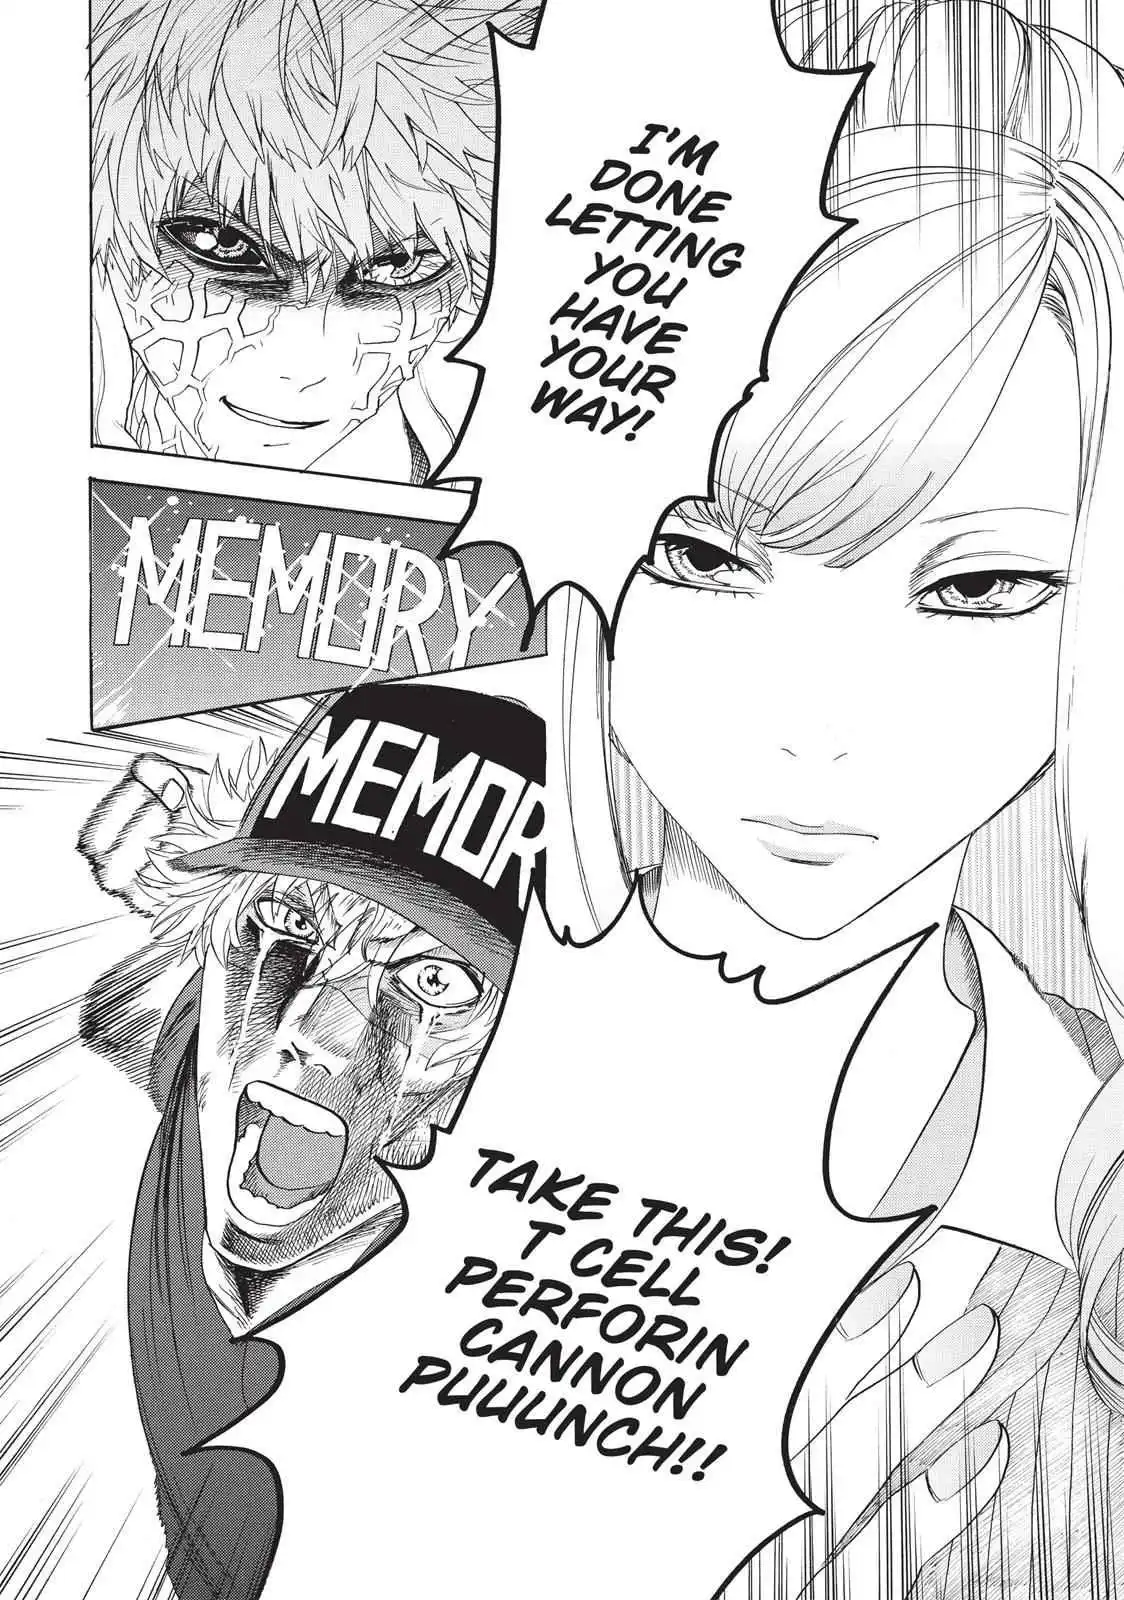 I'M
DONE
LETTING
YOU
HAVE
YOUR
WAY!
MEMORY
MEMOR
TAKE THIS!
T CELL
PERFORIN
CANNON
PUUUNCH!!